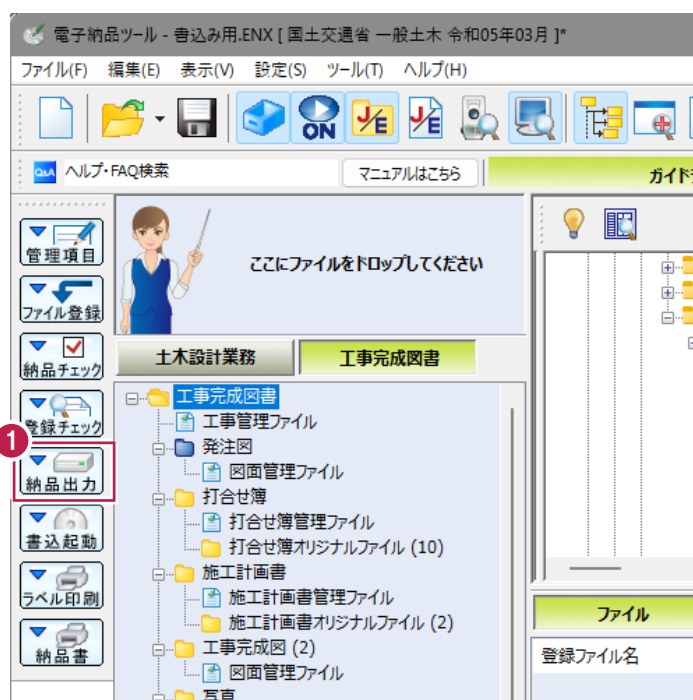 電子納品ツール - 書込み用.ENX [ 国土交通省 一般土木 令和05年03月 ]*
ファイル(F) 編集(E) 表示(V) 設定(S) ツール(T) ヘルプ(H)
ON J/E J/E
Q&A ヘルプ・FAQ検索 マニュアルはこちら
管理項目
ファイル登録
納品チェック
登録チェック
1
納品出力
書込起動
ラベル印刷
納品書
ここにファイルをドロップしてください
土木設計業務 工事完成図書
工事完成図書
工事管理ファイル
発注図
図面管理ファイル
打合せ簿
打合せ簿管理ファイル
打合せ簿オリジナルファイル (10)
施工計画書
施工計画書管理ファイル
施工計画書オリジナルファイル (2)
工事完成図 (2)
図面管理ファイル
写真
ファイル
登録ファイル名